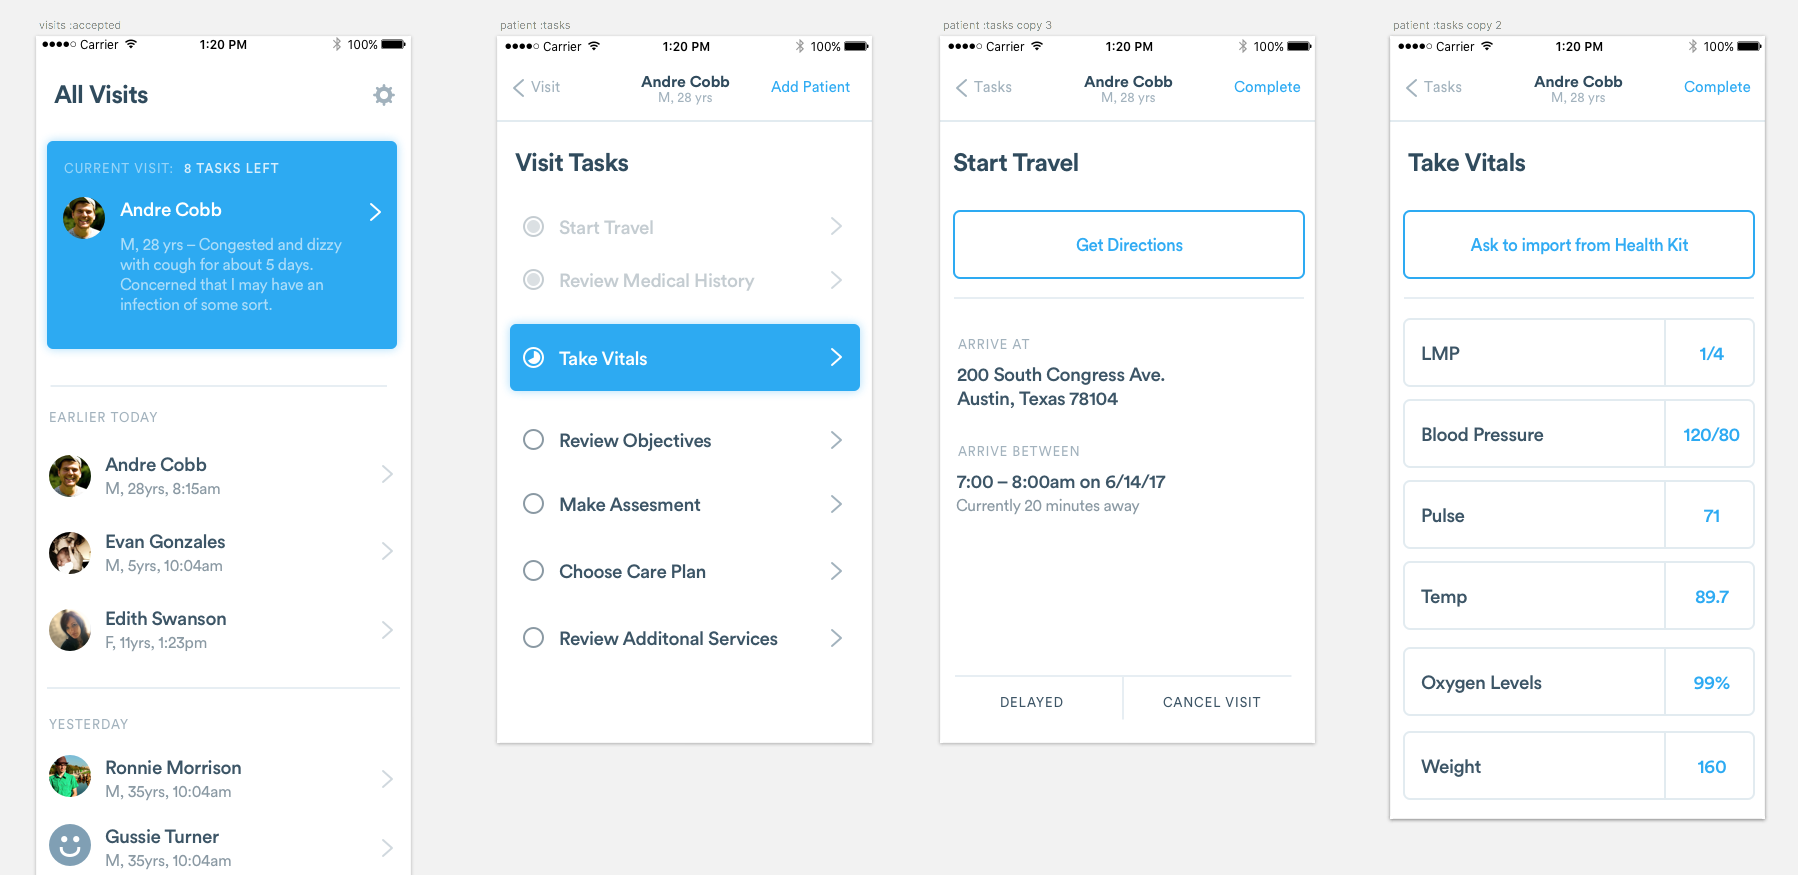 visits :accepted
Carrier 1:20 PM 100%
All Visits
CURRENT VISIT: 8 TASKS LEFT
Andre Cobb
M, 28 yrs – Congested and dizzy
with cough for about 5 days.
Concerned that I may have an
infection of some sort.
EARLIER TODAY
Andre Cobb
M, 28yrs, 8:15am
Evan Gonzales
M, 5yrs, 10:04am
Edith Swanson
F, 11yrs, 1:23pm
YESTERDAY
Ronnie Morrison
M, 35yrs, 10:04am
Gussie Turner
M, 35yrs, 10:04am
patient :tasks
Carrier 1:20 PM 100%
Visit
Andre Cobb
M, 28 yrs
Add Patient
Visit Tasks
Start Travel
Review Medical History
Take Vitals
Review Objectives
Make Assesment
Choose Care Plan
Review Additonal Services
patient :tasks copy 3
Carrier 1:20 PM 100%
Tasks
Andre Cobb
M, 28 yrs
Complete
Start Travel
Get Directions
ARRIVE AT
200 South Congress Ave.
Austin, Texas 78104
ARRIVE BETWEEN
7:00 – 8:00am on 6/14/17
Currently 20 minutes away
DELAYED
CANCEL VISIT
patient :tasks copy 2
Carrier 1:20 PM 100%
Tasks
Andre Cobb
M, 28 yrs
Complete
Take Vitals
Ask to import from Health Kit
LMP 1/4
Blood Pressure 120/80
Pulse 71
Temp 89.7
Oxygen Levels 99%
Weight 160